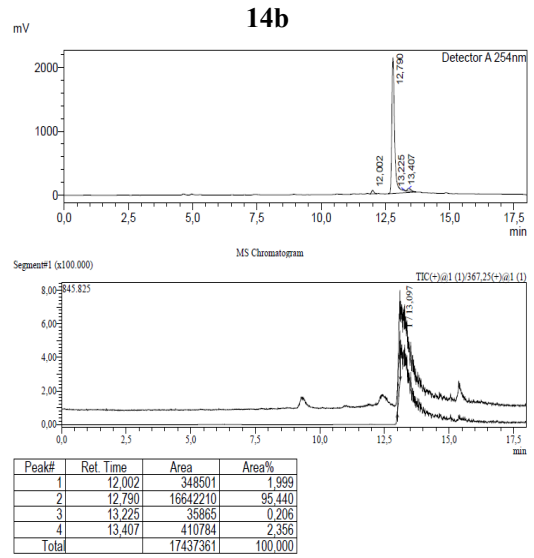 14b
mV
Detector A 254nm
2000
1000
0
12,002
12,790
13,225
13,407
0,0 2,5 5,0 7,5 10,0 12,5 15,0 17,5
min
MS Chromatogram
Segment#1 (x100.000)
TIC(+)@1 (1)/367,25(+)@1 (1)
8,00 845.825
6,00
4,00
2,00
0,00
1 / 13,097
0,0 2,5 5,0 7,5 10,0 12,5 15,0 17,5
min
Peak# Ret. Time Area Area%
1 12,002 348501 1,999
2 12,790 16642210 95,440
3 13,225 35865 0,206
4 13,407 410784 2,356
Total 17437361 100,000